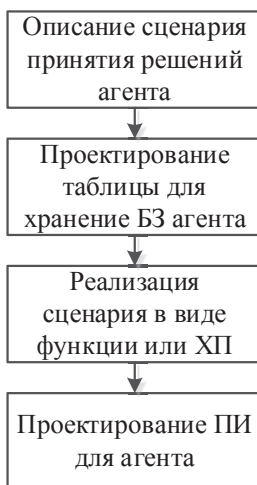 Описание сценария
принятия решений
агента
Проектирование
таблицы для
хранение БЗ агента
Реализация
сценария в виде
функции или ХП
Проектирование ПИ
для агента